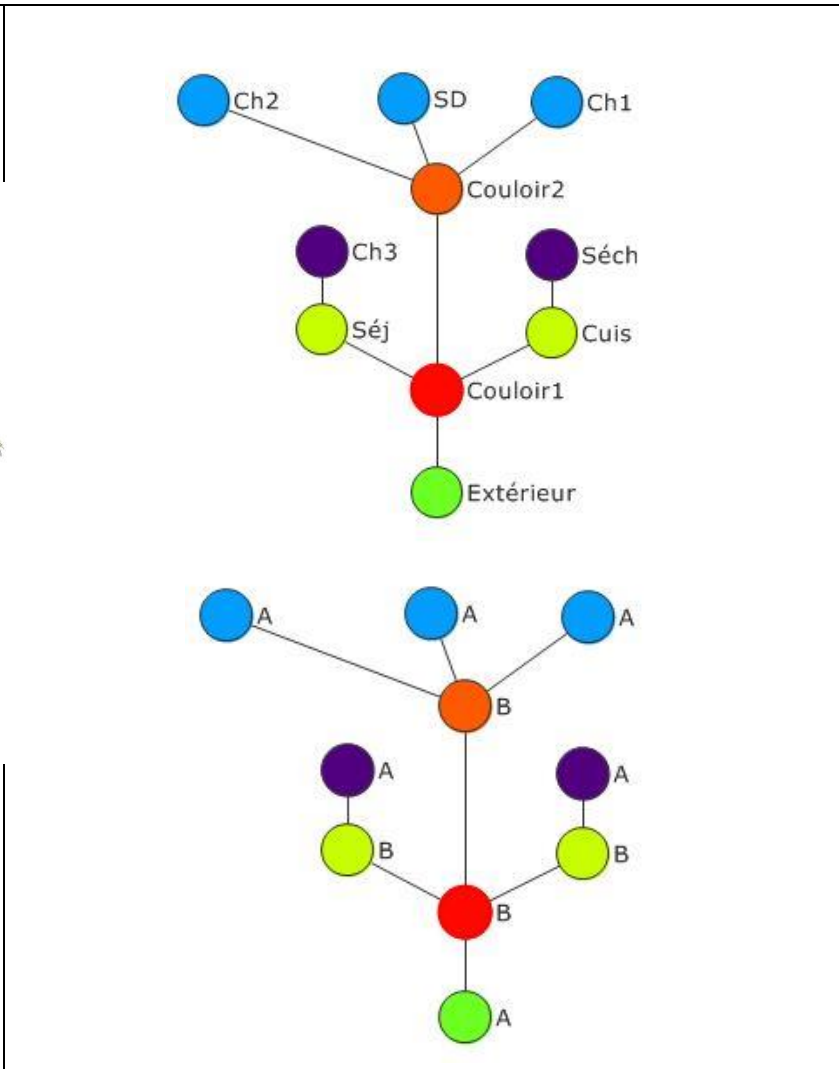 Ch2 SD Ch1
Couloir2
Ch3 Séch
Séj Cuis
Couloir1
Extérieur
A A A
B
A A
B B
B
A